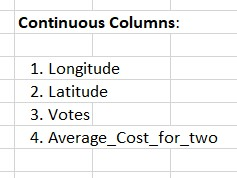 Continuous Columns:
1. Longitude
2. Latitude
3. Votes
4. Average_Cost_for_two